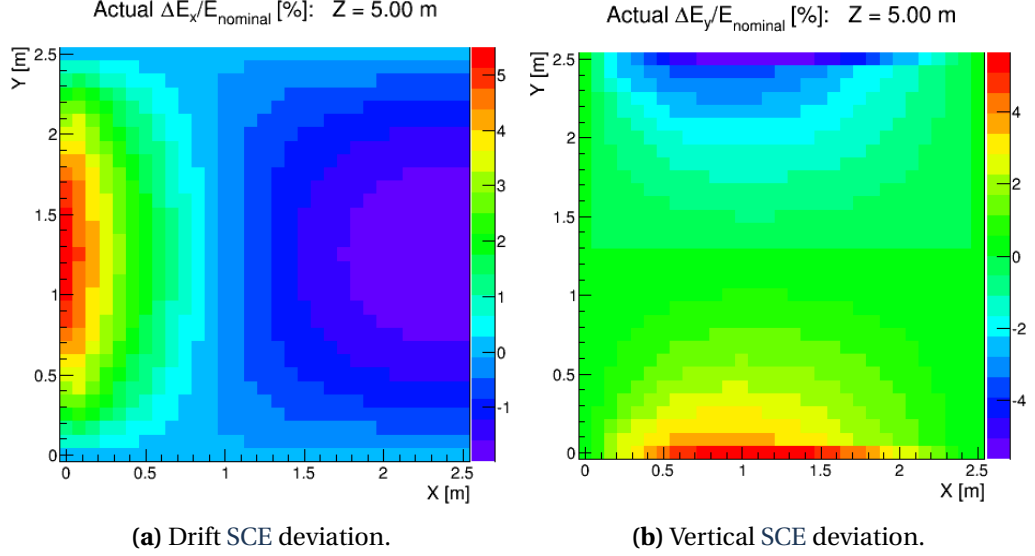 Actual ΔEx/Enominal [%]: Z = 5.00 m
Y [m]
2.5
2
1.5
1
0.5
0
0 0.5 1 1.5 2 2.5
X [m]
5
4
3
2
1
0
-1
(a) Drift SCE deviation.
Actual ΔEy/Enominal [%]: Z = 5.00 m
Y [m]
2.5
2
1.5
1
0.5
0
0 0.5 1 1.5 2 2.5
X [m]
4
2
0
-2
-4
(b) Vertical SCE deviation.